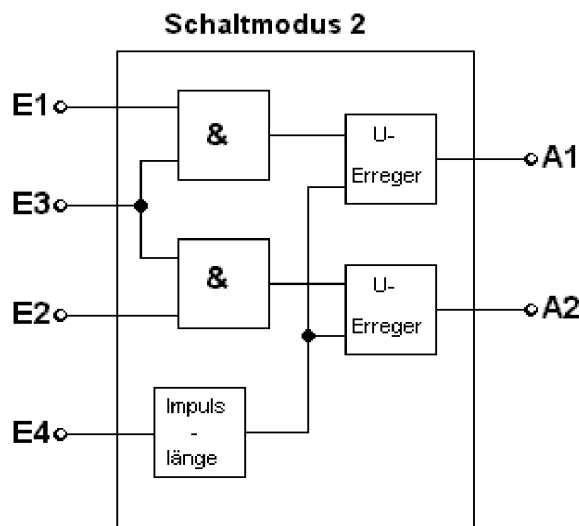 Schaltmodus 2
E1
&
U-
Erreger
A1
E3
&
U-
Erreger
A2
E2
E4
Impuls
-
länge